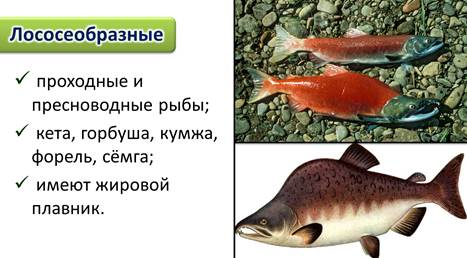 Лососеобразные
✓ проходные и
пресноводные рыбы;
✓ кета, горбуша, кумжа,
форель, сёмга;
✓ имеют жировой
плавник.